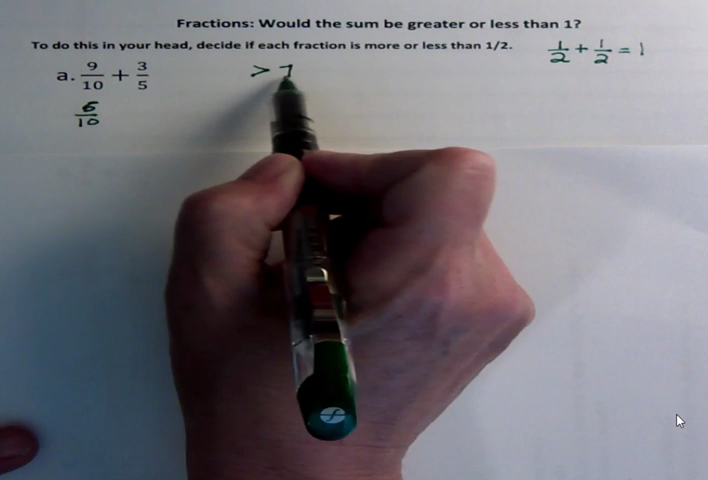 Fractions: Would the sum be greater or less than 1?
To do this in your head, decide if each fraction is more or less than 1/2.
1/2 + 1/2 = 1
a. 9/10 + 3/5
> 1
5/10